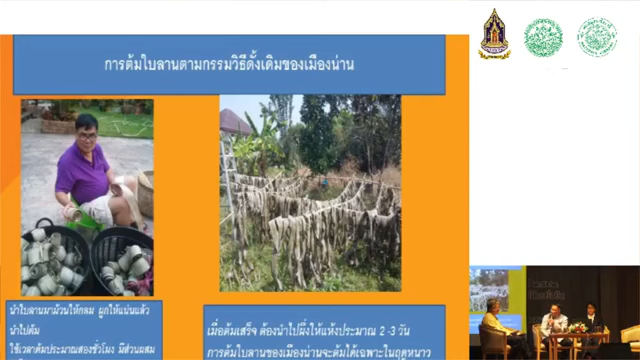 การต้มใบลานตามกรรมวิธีดั้งเดิมของเมืองน่าน
นำใบลานมาม้วนให้กลม ผูกให้แน่นแล้ว
นำไปต้ม
ใช้เวลาต้มประมาณสองชั่วโมง มีส่วนผสม
เมื่อต้มเสร็จ ต้องนำไปผึ่งให้แห้งประมาณ 2 -3 วัน
การต้มใบลานของเมืองน่านจะต้มได้เฉพาะในฤดูหนาว